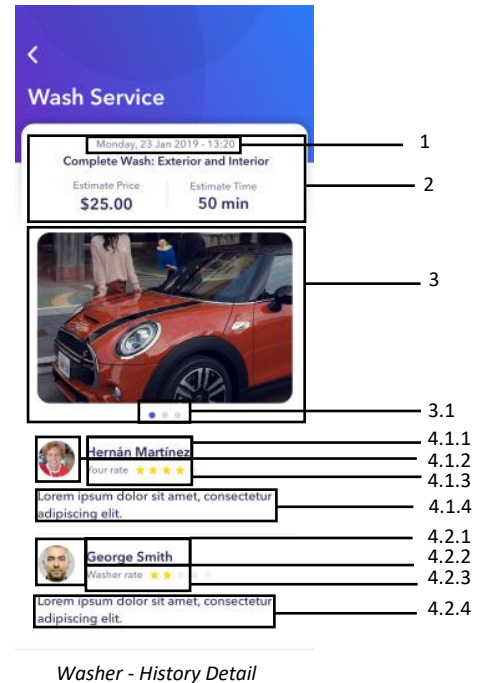 Wash Service
Monday, 23 Jan 2019 - 13:20
1
Complete Wash: Exterior and Interior
2
Estimate Price
Estimate Time
$25.00
50 min
3
3.1
4.1.1
Hernán Martínez
4.1.2
Your rate
4.1.3
Lorem ipsum dolor sit amet, consectetur
adipiscing elit.
4.1.4
4.2.1
George Smith
4.2.2
Washer rate
4.2.3
Lorem ipsum dolor sit amet, consectetur
adipiscing elit.
4.2.4
Washer - History Detail